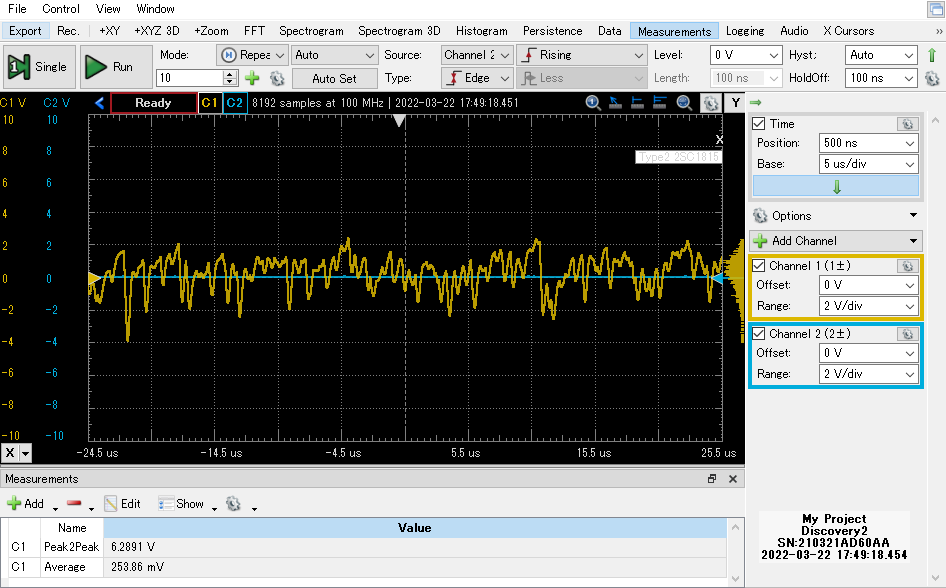 File Control View Window
Export Rec. +XY +XYZ 3D +Zoom FFT Spectrogram Spectrogram 3D Histogram Persistence Data Measurements Logging Audio X Cursors »
Single Run Mode: Repea Auto Source: Channel 2 Rising Level: 0 V Hyst: Auto
10 Auto Set Type: Edge Less Length: 100 ns HoldOff: 100 ns
C1 V C2 V Ready C1 C2 8192 samples at 100 MHz | 2022-03-22 17:49:18.451 Y
10 10
8 8
6 6
4 4
2 2
0 0
-2 -2
-4 -4
-6 -6
-8 -8
-10 -10
X
Type2 2SC1815
X -24.5 us -14.5 us -4.5 us 5.5 us 15.5 us 25.5 us
Time
Position: 500 ns
Base: 5 us/div
Options
Add Channel
Channel 1 (1±)
Offset: 0 V
Range: 2 V/div
Channel 2 (2±)
Offset: 0 V
Range: 2 V/div
Measurements
Add Edit Show
Name Value
C1 Peak2Peak 6.2891 V
C1 Average 253.86 mV
My Project
Discovery2
SN:210321AD60AA
2022-03-22 17:49:18.454